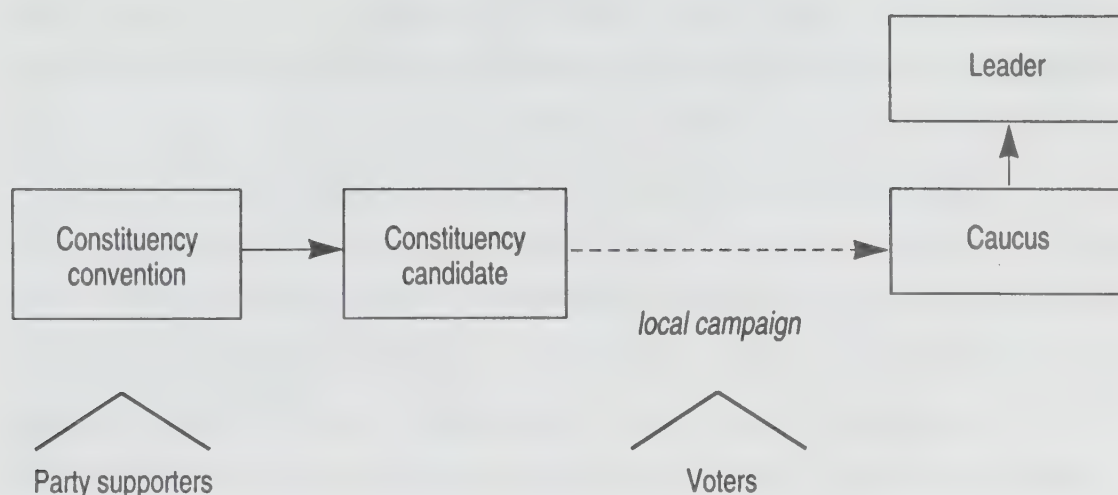 Leader
Constituency
convention
Constituency
candidate
Caucus
local campaign
Party supporters
Voters